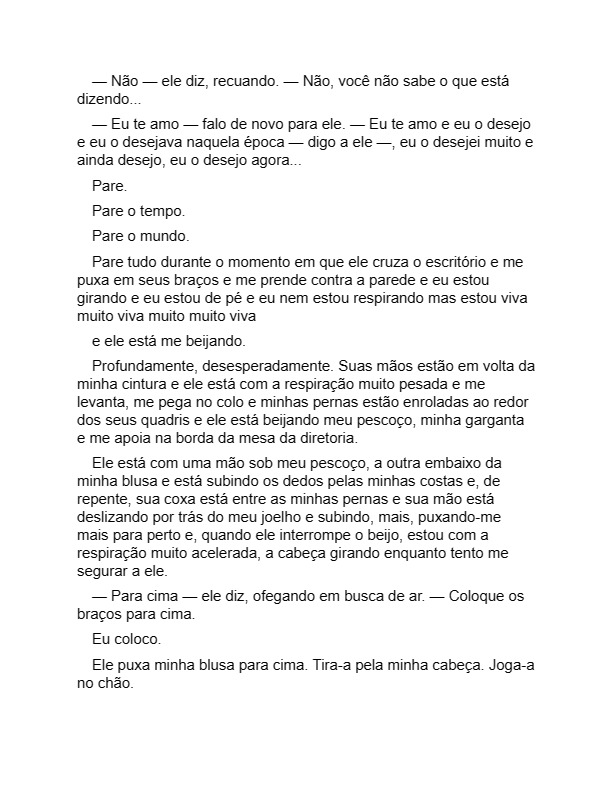 — Não — ele diz, recuando. — Não, você não sabe o que está
dizendo...
— Eu te amo — falo de novo para ele. — Eu te amo e eu o desejo
e eu o desejava naquela época — digo a ele —, eu o desejei muito e
ainda desejo, eu o desejo agora...
Pare.
Pare o tempo.
Pare o mundo.
Pare tudo durante o momento em que ele cruza o escritório e me
puxa em seus braços e me prende contra a parede e eu estou
girando e eu estou de pé e eu nem estou respirando mas estou viva
muito viva muito muito viva
e ele está me beijando.
Profundamente, desesperadamente. Suas mãos estão em volta da
minha cintura e ele está com a respiração muito pesada e me
levanta, me pega no colo e minhas pernas estão enroladas ao redor
dos seus quadris e ele está beijando meu pescoço, minha garganta
e me apoia na borda da mesa da diretoria.
Ele está com uma mão sob meu pescoço, a outra embaixo da
minha blusa e está subindo os dedos pelas minhas costas e, de
repente, sua coxa está entre as minhas pernas e sua mão está
deslizando por trás do meu joelho e subindo, mais, puxando-me
mais para perto e, quando ele interrompe o beijo, estou com a
respiração muito acelerada, a cabeça girando enquanto tento me
segurar a ele.
— Para cima — ele diz, ofegando em busca de ar. — Coloque os
braços para cima.
Eu coloco.
Ele puxa minha blusa para cima. Tira-a pela minha cabeça. Joga-a
no chão.